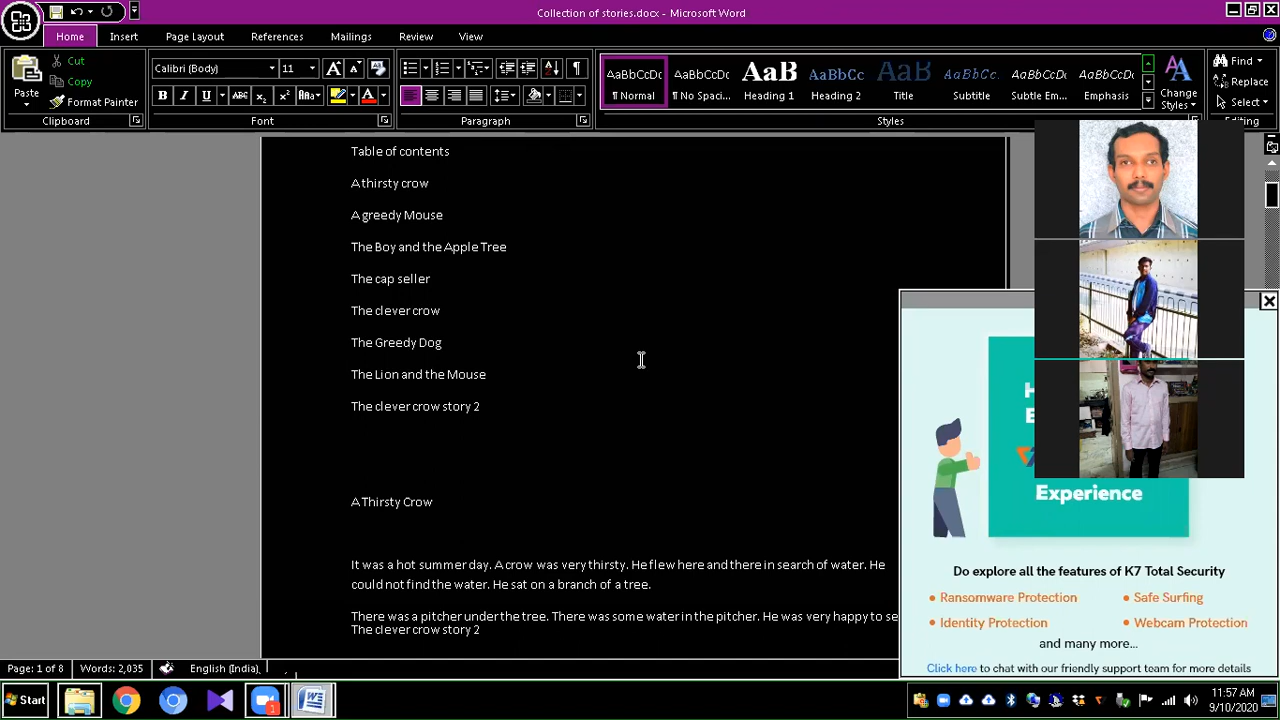 Collection of stories.docx - Microsoft Word
Home Insert Page Layout References Mailings Review View
Paste
Cut
Copy
Format Painter
Clipboard
Calibri (Body) 11
Font
Paragraph
AaBbCcDc AaBbCcDc AaB AaBbCc AaB AaBbCc. AaBbCcDc AaBbCcDc
¶ Normal ¶ No Spaci... Heading 1 Heading 2 Title Subtitle Subtle Em... Emphasis
Change
Styles
Styles
Find
Replace
Select
Editing
Table of contents
A thirsty crow
A greedy Mouse
The Boy and the Apple Tree
The cap seller
The clever crow
The Greedy Dog
The Lion and the Mouse
The clever crow story 2
A Thirsty Crow
It was a hot summer day. A crow was very thirsty. He flew here and there in search of water. He
could not find the water. He sat on a branch of a tree.
There was a pitcher under the tree. There was some water in the pitcher. He was very happy to se
The clever crow story 2
Experience
Do explore all the features of K7 Total Security
• Ransomware Protection • Safe Surfing
• Identity Protection • Webcam Protection
and many more...
Click here to chat with our friendly support team for more details
Page: 1 of 8 Words: 2,035 English (India)
Start
1
11:57 AM
9/10/2020